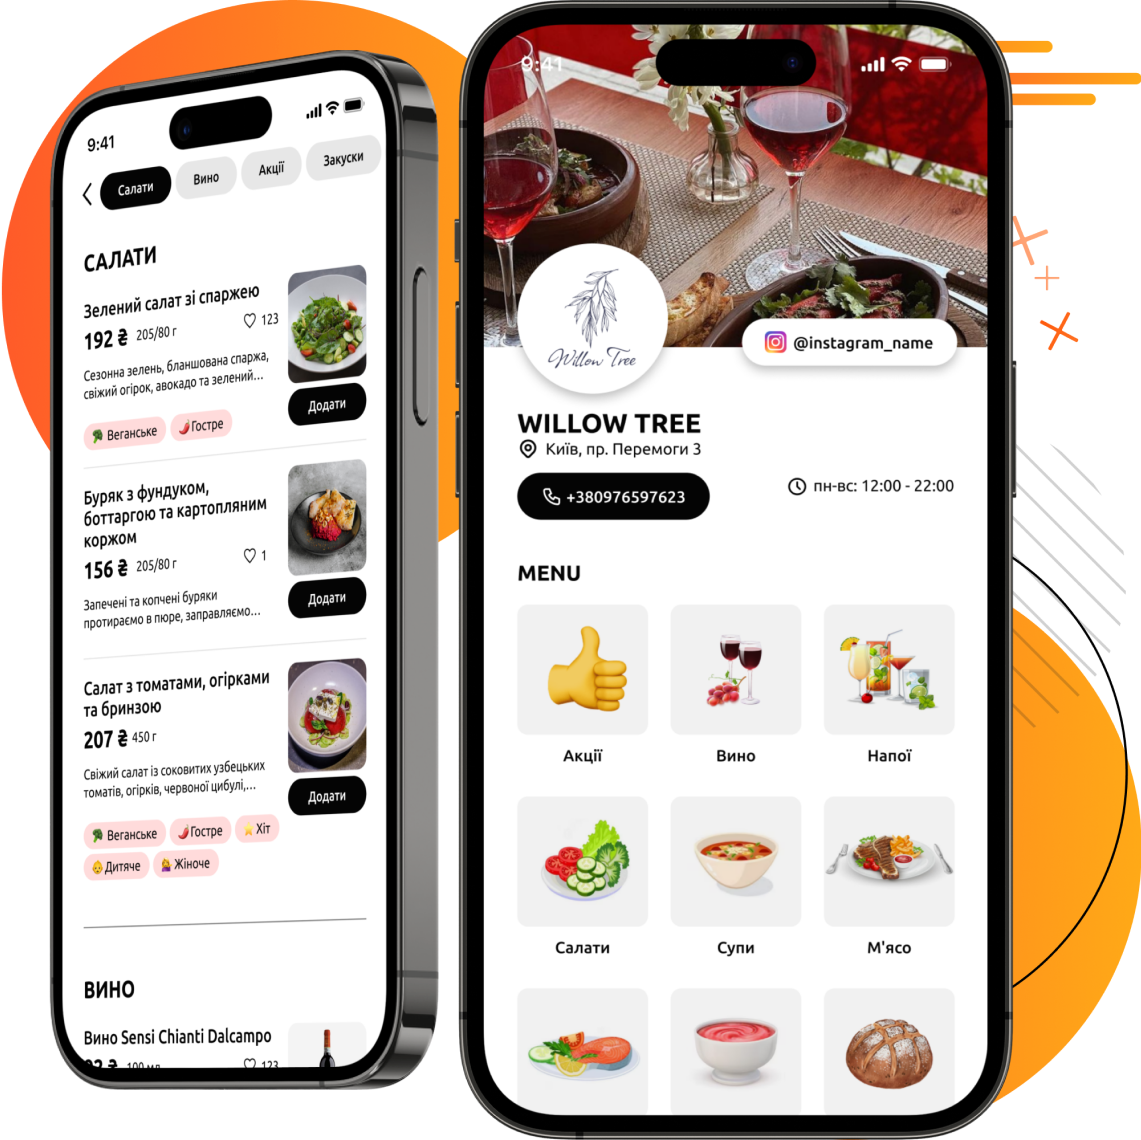 9:41
Салати
Вино
Акції
Закуски
САЛАТИ
Зелений салат зі спаржею
192 ₴ 205/80 г
123
Сезонна зелень, бланшована спаржа,
свіжий огірок, авокадо та зелений...
Додати
Веганське
Гостре
Буряк з фундуком,
боттаргою та картопляним
коржом
156 ₴ 205/80 г
1
Запечені та копчені буряки
протираємо в пюре, заправляємо...
Додати
Салат з томатами, огірками
та бринзою
207 ₴ 450 г
Свіжий салат із соковитих узбецьких
томатів, огірків, червоної цибулі,...
Додати
Веганське
Гостре
Хіт
Дитяче
Жіноче
ВИНО
Вино Sensi Chianti Dalcampo
100 мл
123
9:41
Willow Tree
@instagram_name
WILLOW TREE
Київ, пр. Перемоги 3
+380976597623
пн-вс: 12:00 - 22:00
MENU
Акції
Вино
Напої
Салати
Супи
М'ясо